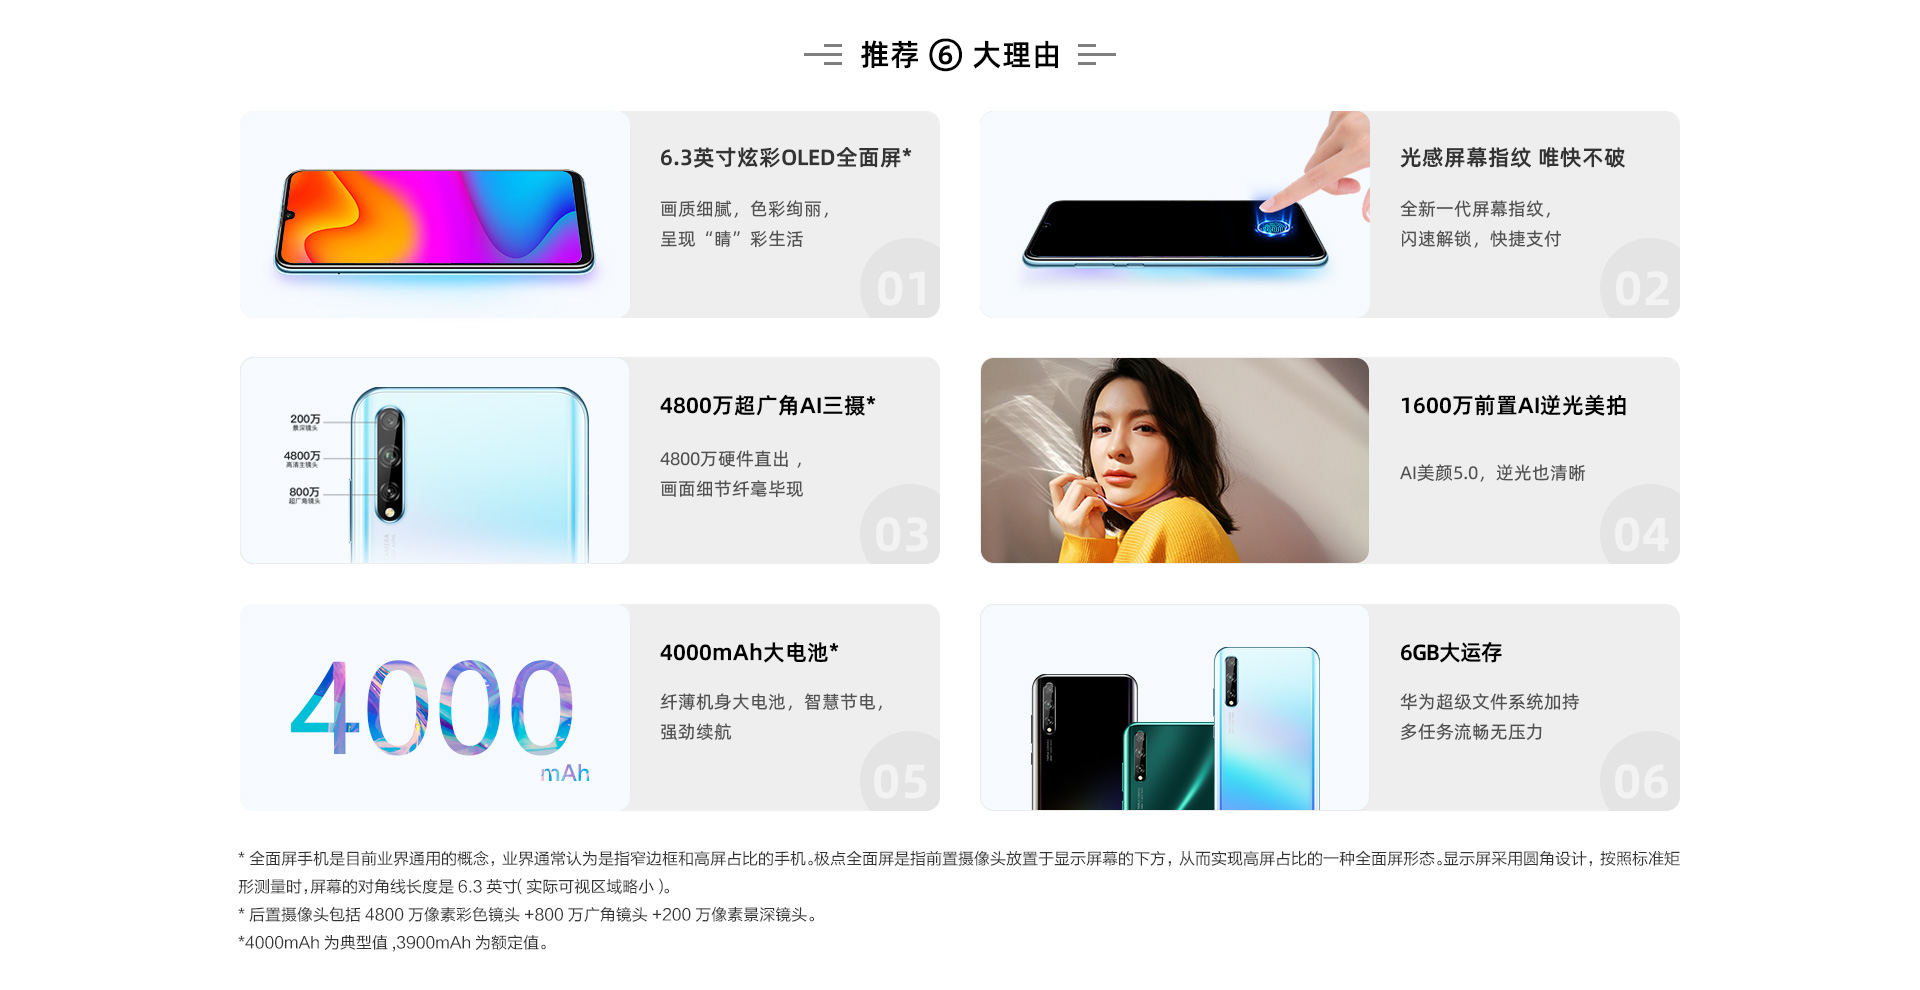 推荐 ⑥ 大理由
6.3英寸炫彩OLED全面屏*
画质细腻，色彩绚丽，
呈现“晴”彩生活
01
光感屏幕指纹 唯快不破
全新一代屏幕指纹，
闪速解锁，快捷支付
02
200万
景深镜头
4800万
高清主镜头
800万
超广角镜头
4800万超广角AI三摄*
4800万硬件直出，
画面细节纤毫毕现
03
1600万前置AI逆光美拍
AI美颜5.0，逆光也清晰
04
4000
mAh
4000mAh大电池*
纤薄机身大电池，智慧节电，
强劲续航
05
6GB大运存
华为超级文件系统加持
多任务流畅无压力
06
* 全面屏手机是目前业界通用的概念，业界通常认为是指窄边框和高屏占比的手机。极点全面屏是指前置摄像头放置于显示屏幕的下方，从而实现高屏占比的一种全面屏形态。显示屏采用圆角设计，按照标准矩
形测量时，屏幕的对角线长度是 6.3 英寸( 实际可视区域略小 )。
* 后置摄像头包括 4800 万像素彩色镜头 +800 万广角镜头 +200 万像素景深镜头。
*4000mAh 为典型值 ,3900mAh 为额定值。